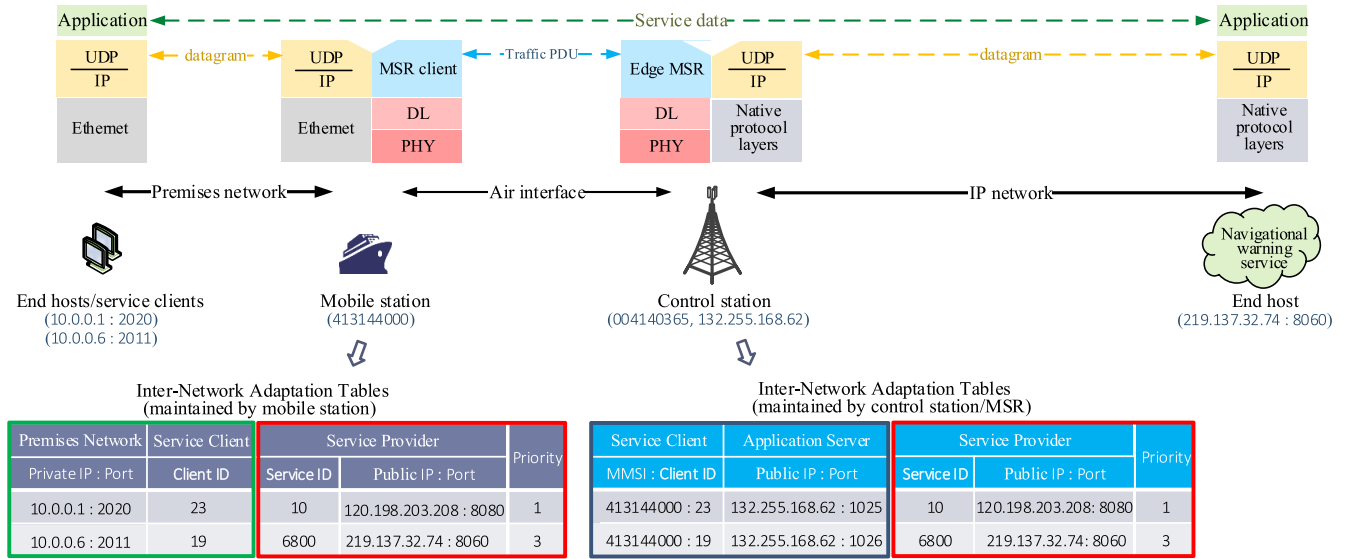 Application
Service data
Application
UDP
IP
datagram
UDP
IP
MSR client
Traffic PDU
Edge MSR
UDP
IP
datagram
UDP
IP
Ethernet
Ethernet
DL
PHY
DL
PHY
Native
protocol
layers
Native
protocol
layers
Premises network
Air interface
IP network
Navigational
warning
service
End hosts/service clients
(10.0.0.1 : 2020)
(10.0.0.6 : 2011)
Mobile station
(413144000)
Control station
(004140365, 132.255.168.62)
End host
(219.137.32.74 : 8060)
Inter-Network Adaptation Tables
(maintained by mobile station)
Premises Network Service Client Service Provider Priority
Private IP : Port Client ID Service ID Public IP : Port
10.0.0.1 : 2020 23 10 120.198.203.208 : 8080 1
10.0.0.6 : 2011 19 6800 219.137.32.74 : 8060 3
Inter-Network Adaptation Tables
(maintained by control station/MSR)
Service Client Application Server Service Provider Priority
MMSI : Client ID Public IP : Port Service ID Public IP : Port
413144000 : 23 132.255.168.62 : 1025 10 120.198.203.208: 8080 1
413144000 : 19 132.255.168.62 : 1026 6800 219.137.32.74: 8060 3